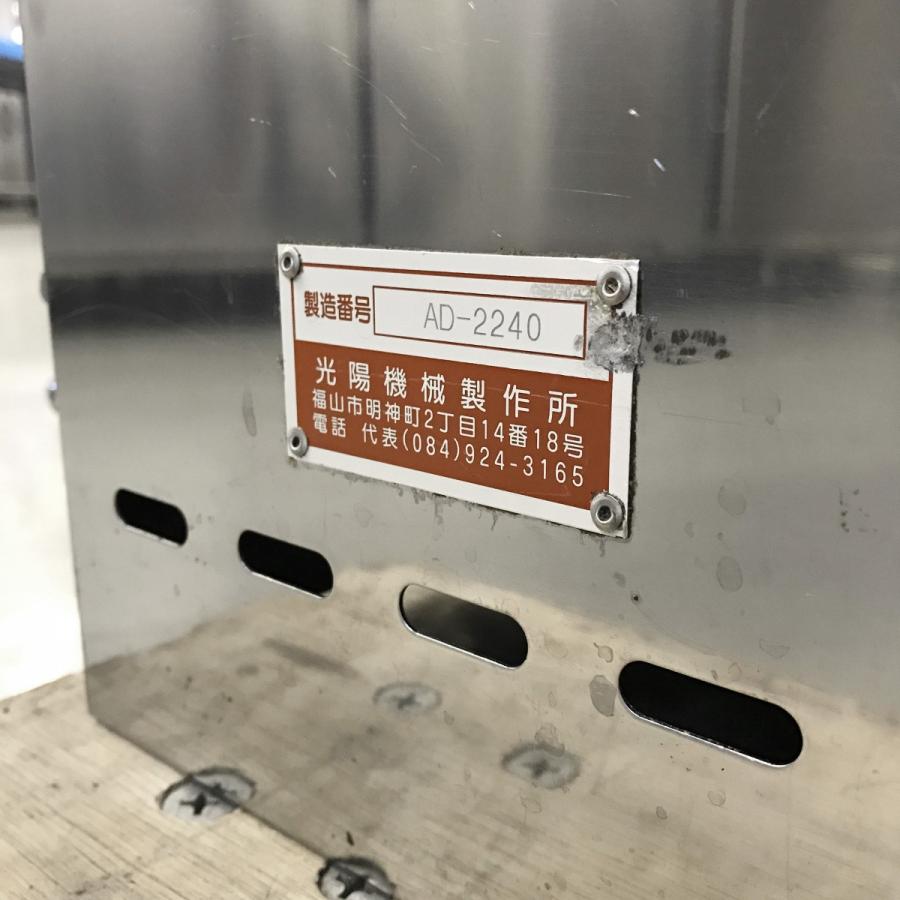 製造番号 AD-2240
光陽機械製作所
福山市明神町2丁目14番18号
電話 代表(084)924-3165